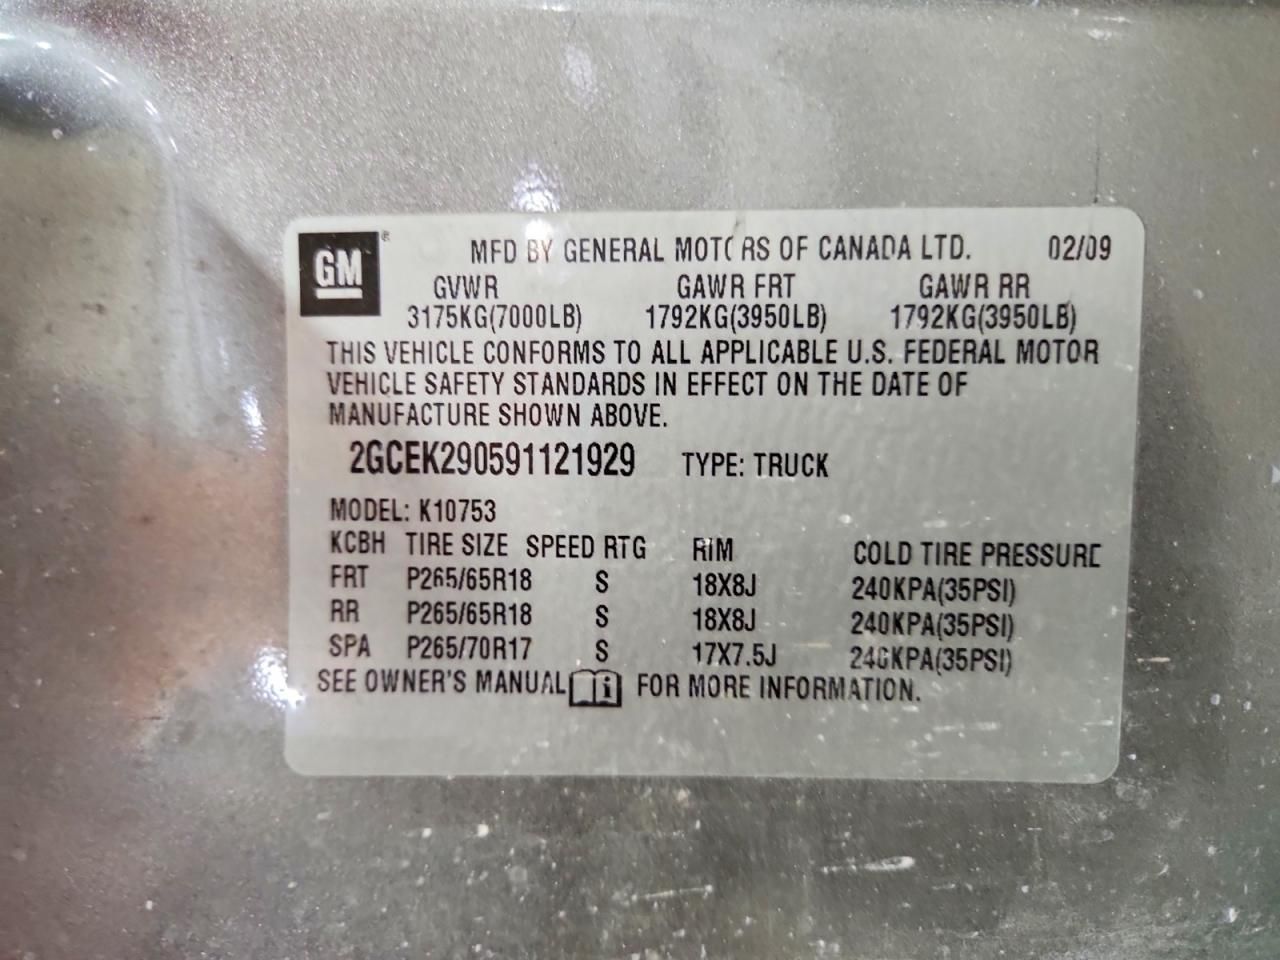 GM ® MFD BY GENERAL MOTORS OF CANADA LTD. 02/09
GVWR GAWR FRT GAWR RR
3175KG(7000LB) 1792KG(3950LB) 1792KG(3950LB)
THIS VEHICLE CONFORMS TO ALL APPLICABLE U.S. FEDERAL MOTOR
VEHICLE SAFETY STANDARDS IN EFFECT ON THE DATE OF
MANUFACTURE SHOWN ABOVE.
2GCEK290591121929 TYPE: TRUCK
MODEL: K10753
KCBH TIRE SIZE SPEED RTG RIM COLD TIRE PRESSURE
FRT P265/65R18 S 18X8J 240KPA(35PSI)
RR P265/65R18 S 18X8J 240KPA(35PSI)
SPA P265/70R17 S 17X7.5J 240KPA(35PSI)
SEE OWNER'S MANUAL FOR MORE INFORMATION.